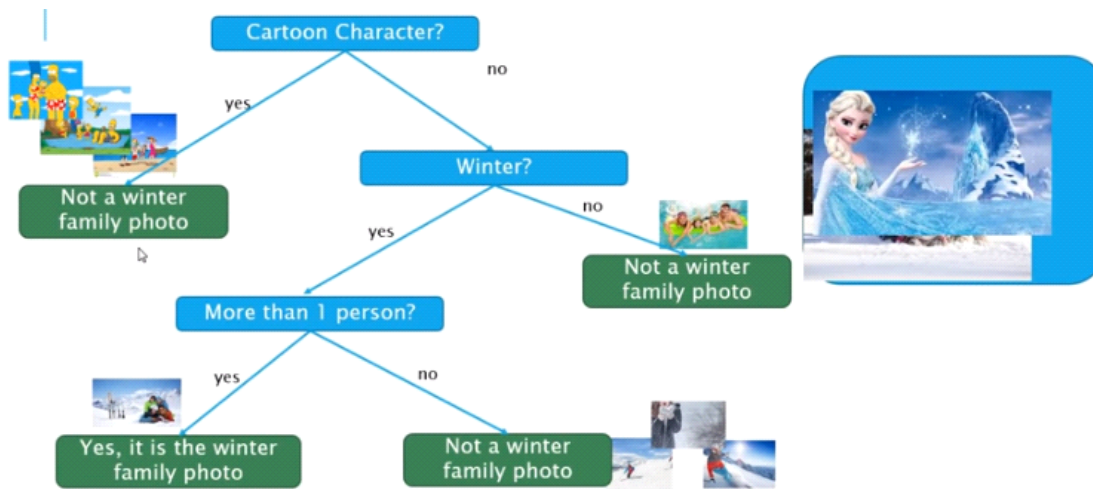 Cartoon Character?
no
yes
Winter?
Not a winter
family photo
no
yes
Not a winter
family photo
More than 1 person?
yes
no
Yes, it is the winter
family photo
Not a winter
family photo